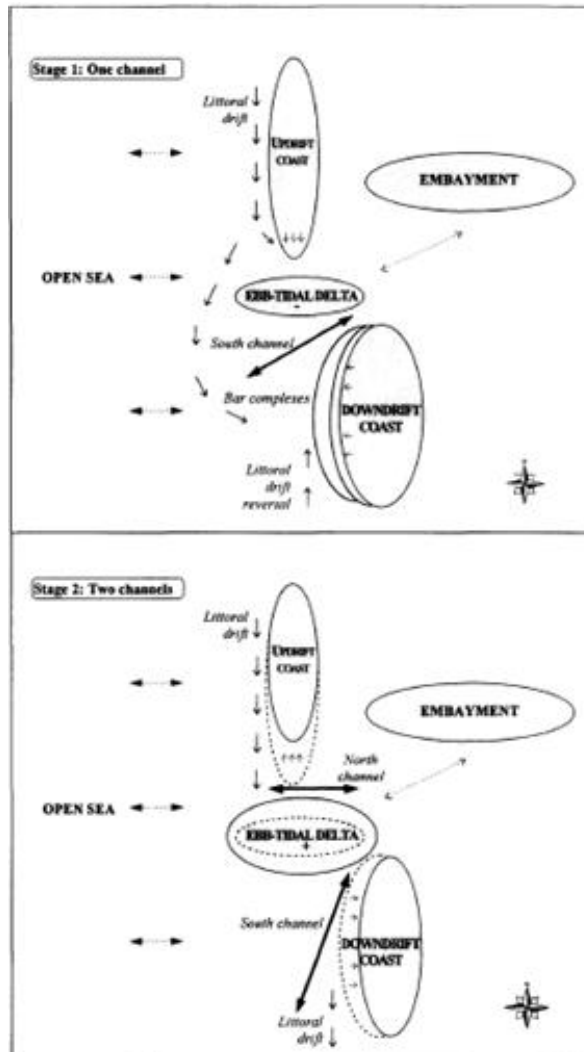 Stage 1: One channel
Littoral
drift
UPDRIFT
COAST
EMBAYMENT
OPEN SEA
EBB-TIDAL DELTA
-
South channel
Bar complexes
DOWNDRIFT
COAST
Littoral
drift
reversal
Stage 2: Two channels
Littoral
drift
UPDRIFT
COAST
EMBAYMENT
North
channel
OPEN SEA
EBB-TIDAL DELTA
+
South channel
DOWNDRIFT
COAST
Littoral
drift